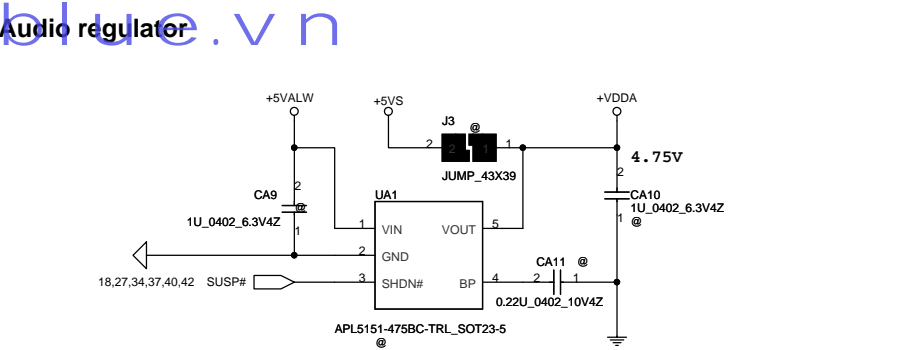 Audio regulator
blue.vn
+5VALW
+5VS
+VDDA
J3
@
2
2
1
1
4.75V
JUMP_43X39
2
CA9
@
1U_0402_6.3V4Z
1
UA1
2
CA10
1U_0402_6.3V4Z
1
@
1
VIN
VOUT
5
2
GND
18,27,34,37,40,42
SUSP#
3
SHDN#
BP
4
CA11
@
2
1
0.22U_0402_10V4Z
APL5151-475BC-TRL_SOT23-5
@